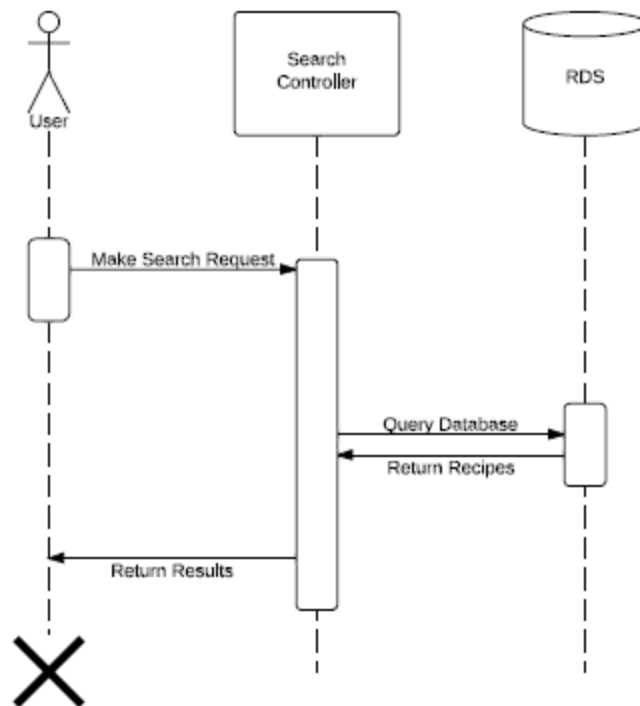 Search
Controller
RDS
User
Make Search Request
Query Database
Return Recipes
Return Results